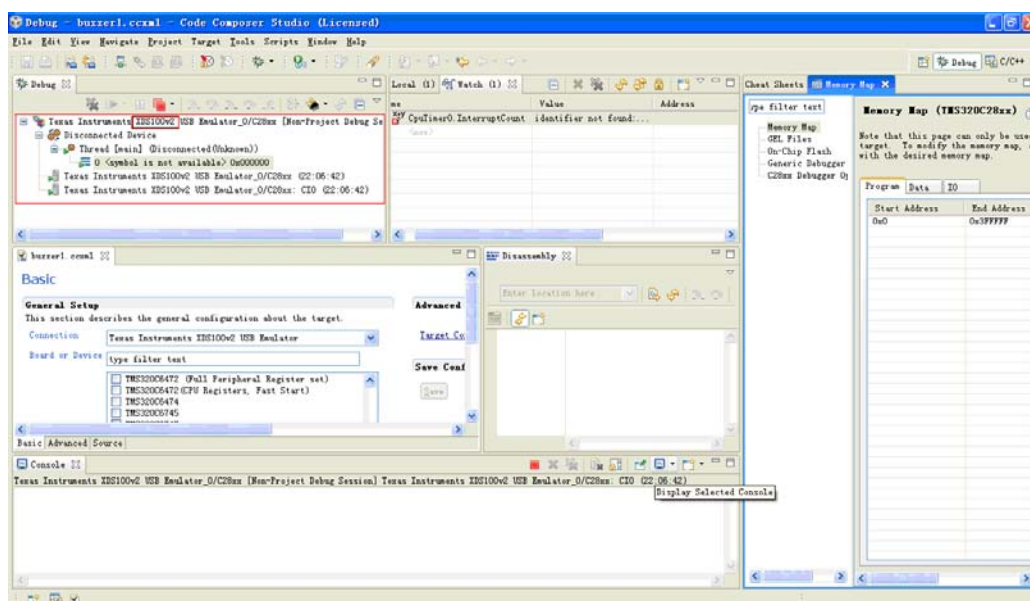 Debug - buzzer1.ccxml - Code Composer Studio (Licensed)
File Edit View Navigate Project Target Tools Scripts Window Help
Debug C/C++
Debug
Texas Instruments XDS100v2 USB Emulator_0/C28xx [Non-Project Debug Se
Disconnected Device
Thread [main] (Disconnected(Unknown))
0 <symbol is not available> 0x000000
Texas Instruments XDS100v2 USB Emulator_0/C28xx (22:06:42)
Texas Instruments XDS100v2 USB Emulator_0/C28xx: CIO (22:06:42)
Local (1) Watch (1)
me Value Address
CpuTimer0.InterruptCount identifier not found:...
<new>
Cheat Sheets Memory Map
ype filter text
Memory Map
GEL Files
On-Chip Flash
Generic Debugger
C28xx Debugger O
Memory Map (TMS320C28xx)
Note that this page can only be use
target. To modify the memory map,
with the desired memory map.
Program Data IO
Start Address End Address
0x0 0x3FFFFF
buzzer1.ccxml
Basic
General Setup
This section describes the general configuration about the target.
Connection Texas Instruments XDS100v2 USB Emulator
Board or Device type filter text
TMS320C6472 (Full Peripheral Register set)
TMS320C6472(CPU Registers, Fast Start)
TMS320C6474
TMS320C6745
Advanced
Target Co
Save Conf
Save
Basic Advanced Source
Disassembly
Enter location here
Console
Texas Instruments XDS100v2 USB Emulator_0/C28xx [Non-Project Debug Session] Texas Instruments XDS100v2 USB Emulator_0/C28xx: CIO (22:06:42)
Display Selected Console